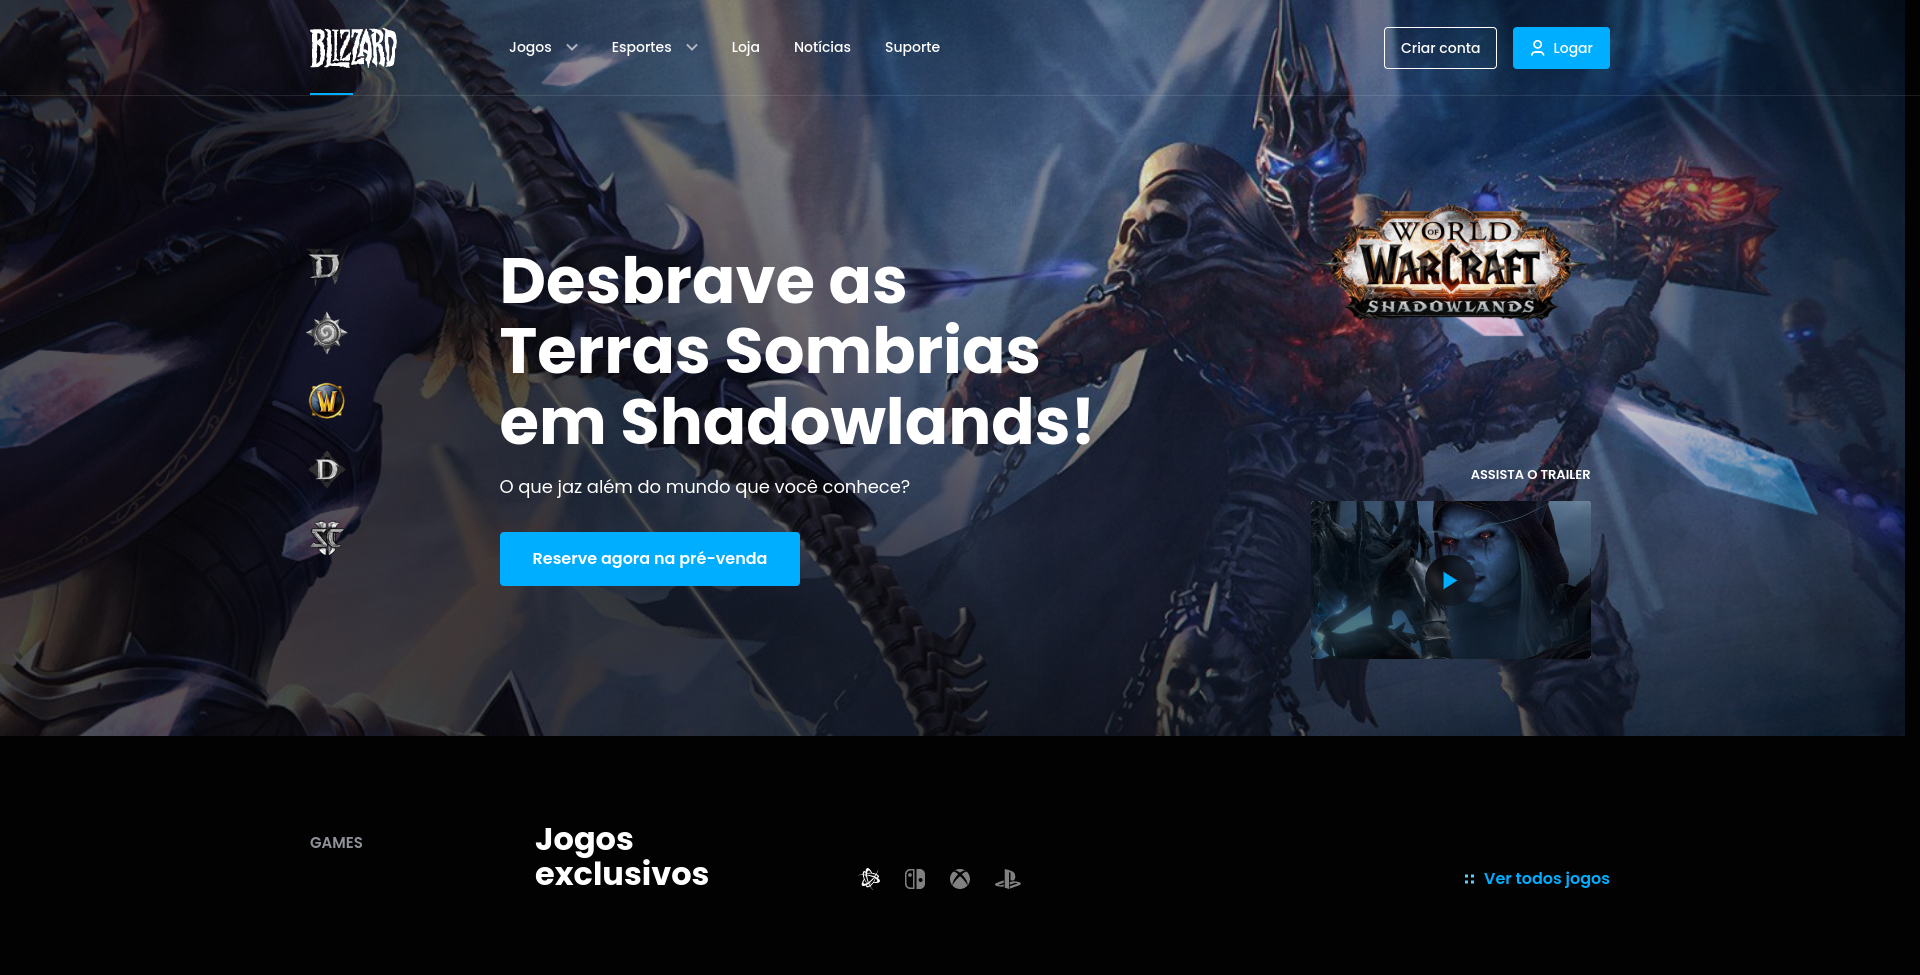 BLIZZARD
Jogos
Esportes
Loja
Notícias
Suporte
Criar conta
Logar
Desbrave as
Terras Sombrias
em Shadowlands!
O que jaz além do mundo que você conhece?
Reserve agora na pré-venda
WORLD
OF
WARCRAFT
SHADOWLANDS
ASSISTA O TRAILER
D
W
D
SC
GAMES
Jogos
exclusivos
Ver todos jogos